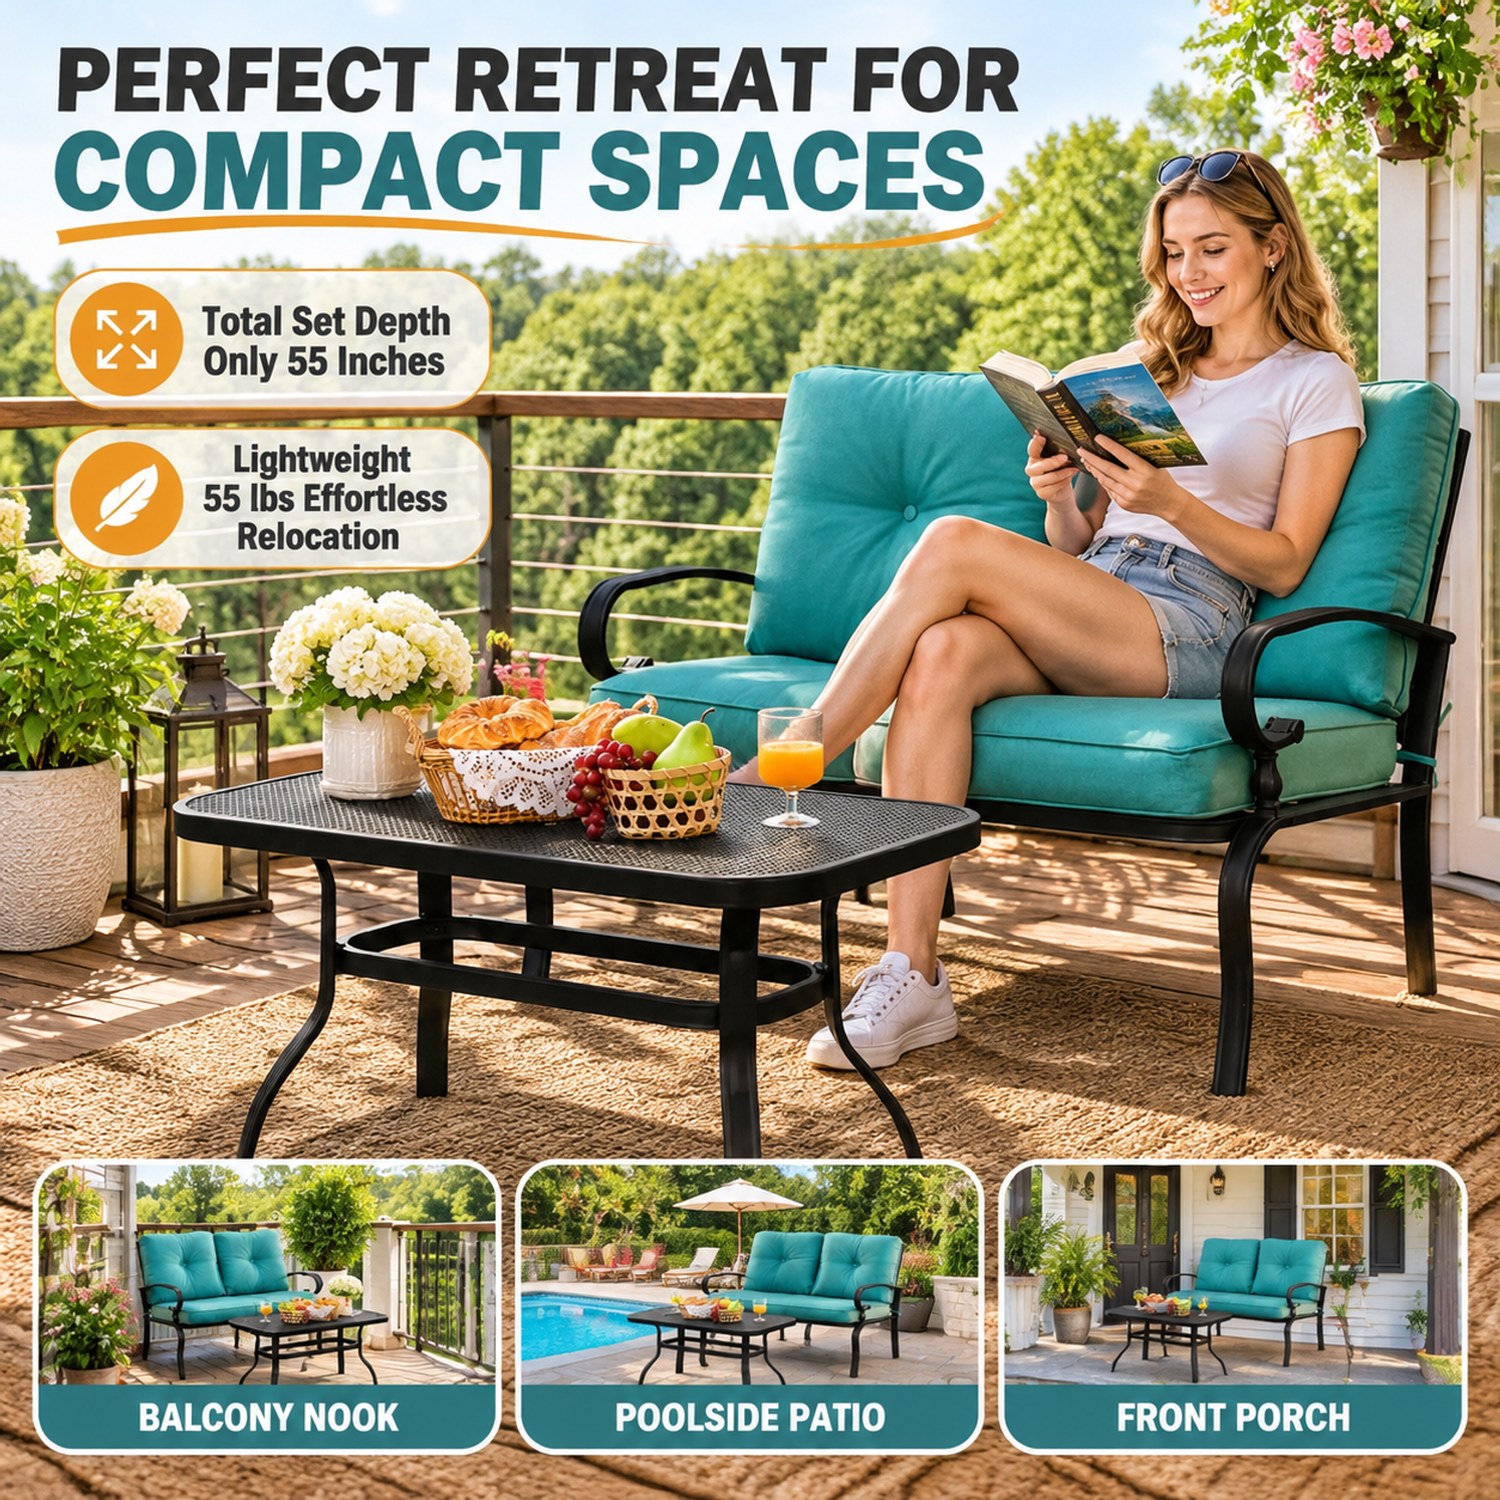 PERFECT RETREAT FOR
COMPACT SPACES
Total Set Depth
Only 55 Inches
Lightweight
55 lbs Effortless
Relocation
BALCONY NOOK
POOLSIDE PATIO
FRONT PORCH